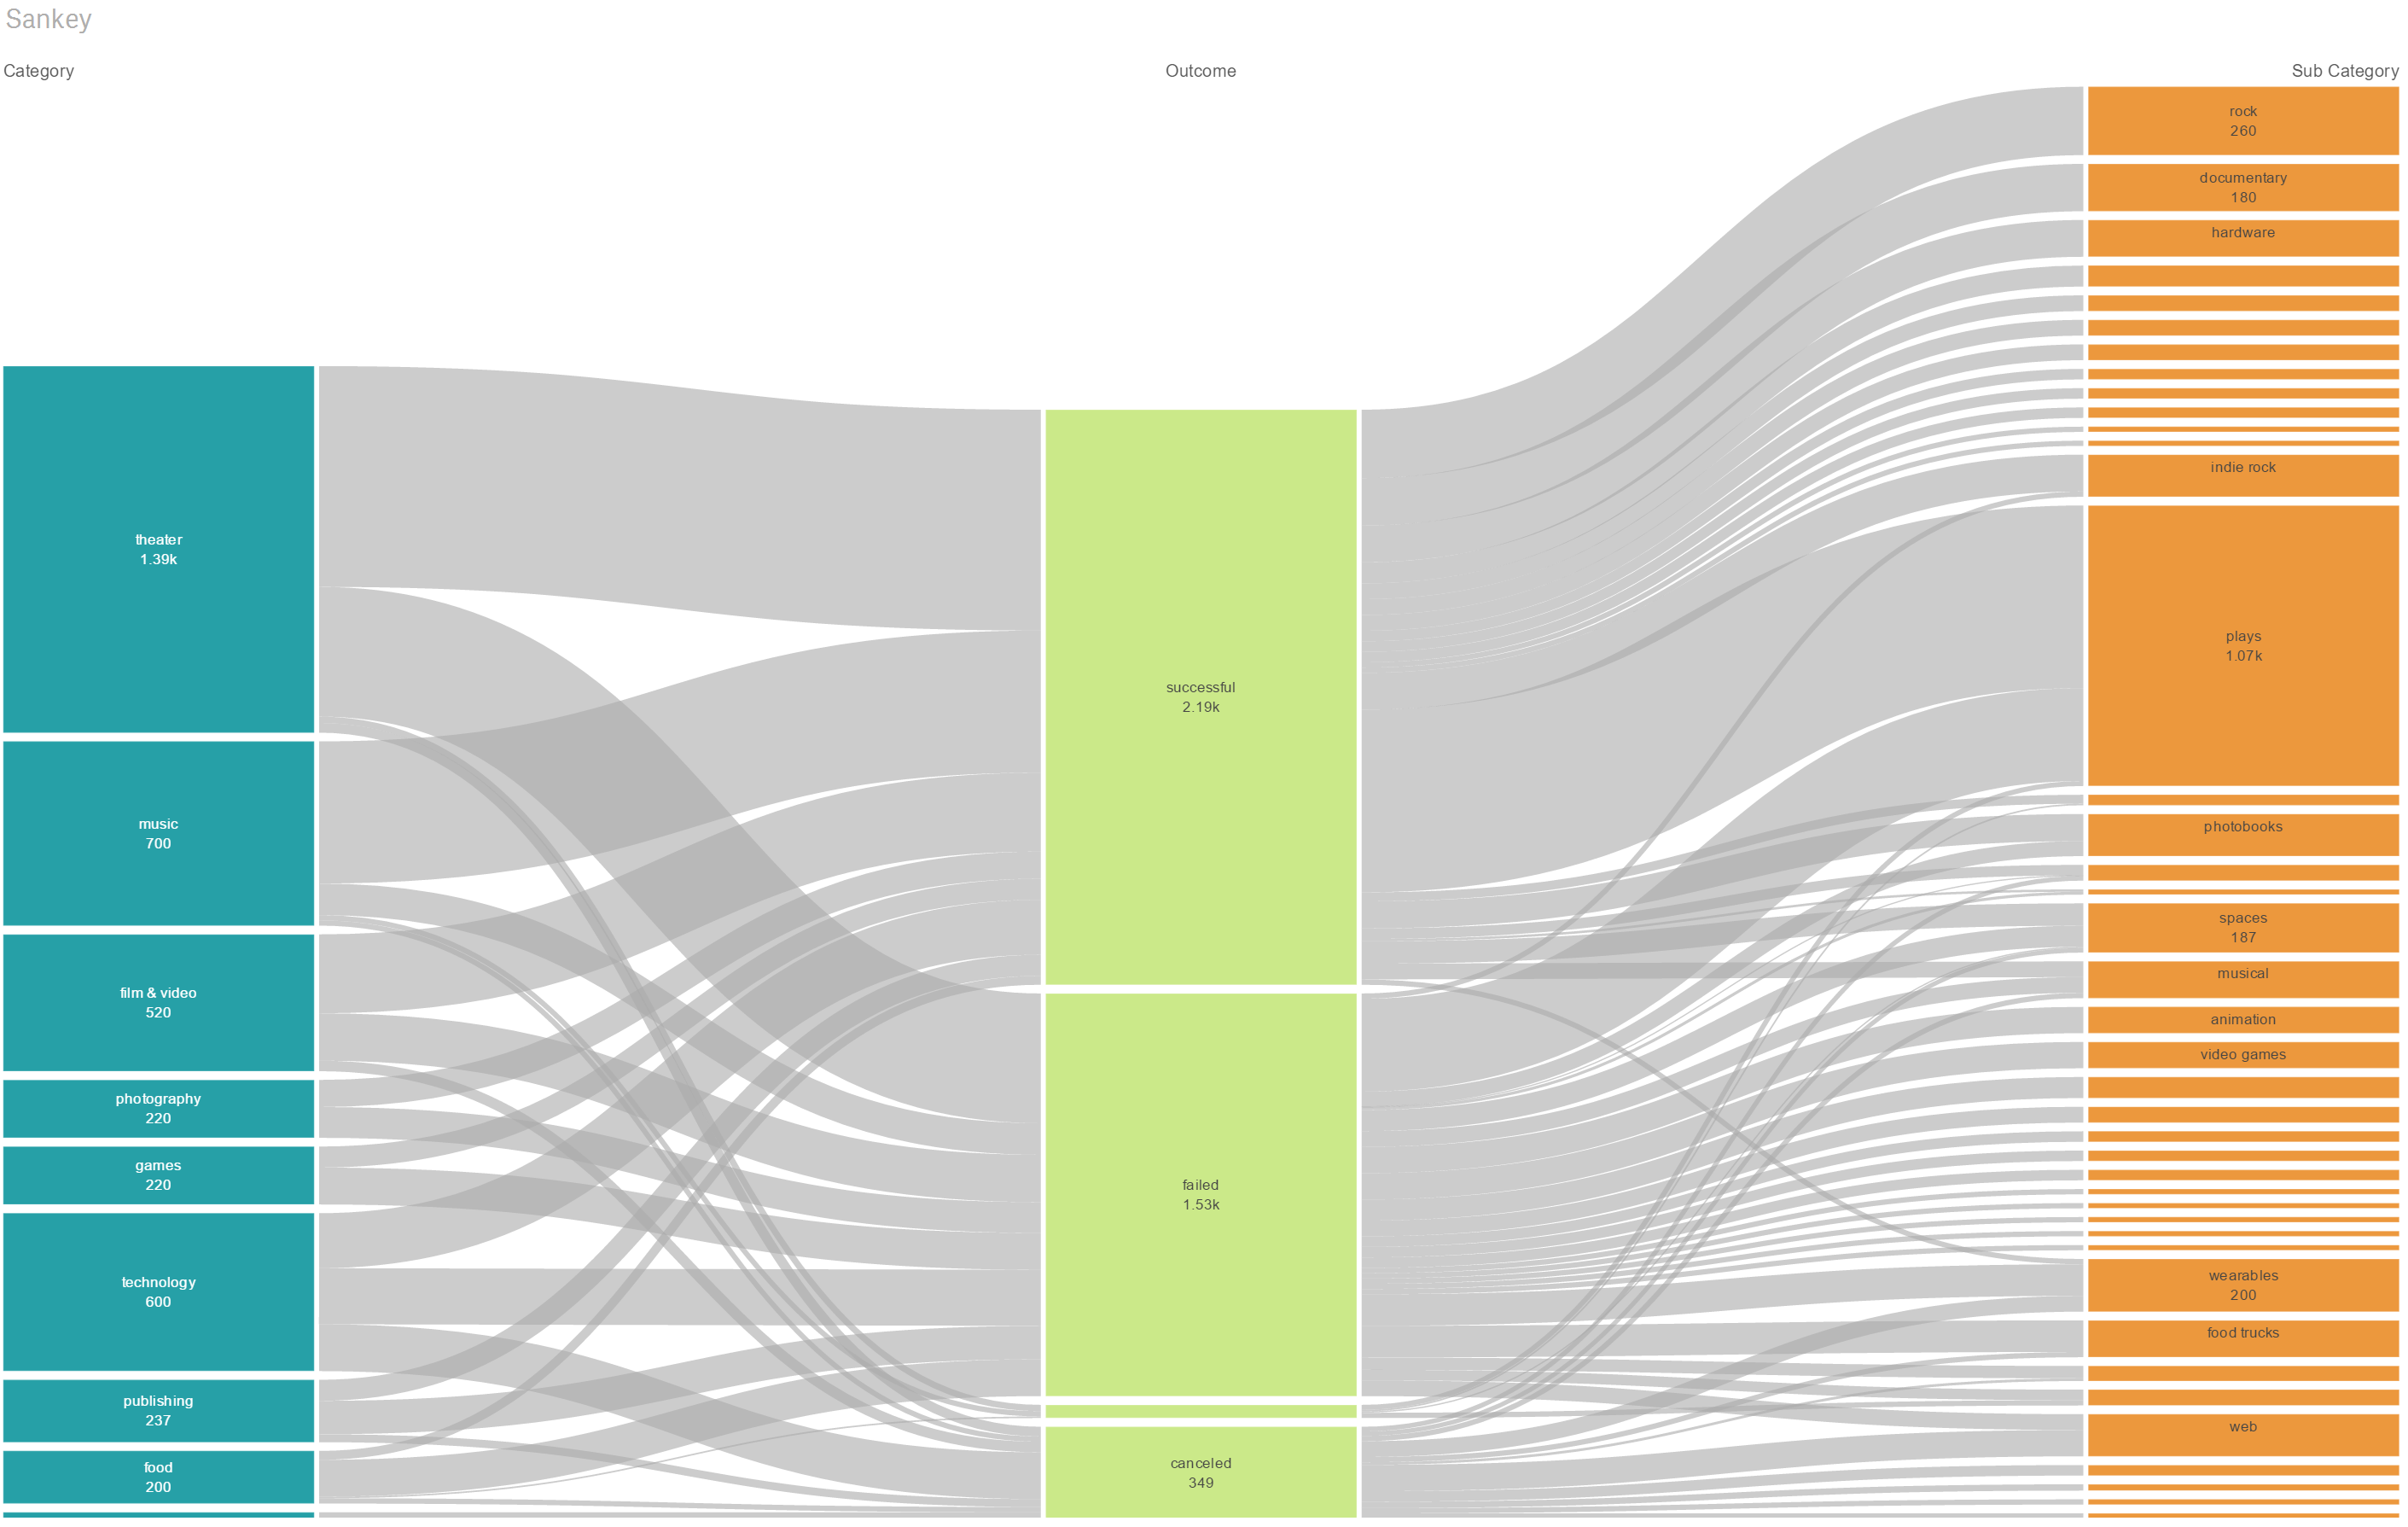 Sankey
Category
Outcome
Sub Category
theater
1.39k
music
700
film & video
520
photography
220
games
220
technology
600
publishing
237
food
200
successful
2.19k
failed
1.53k
canceled
349
rock
260
documentary
180
hardware
indie rock
plays
1.07k
photobooks
spaces
187
musical
animation
video games
wearables
200
food trucks
web